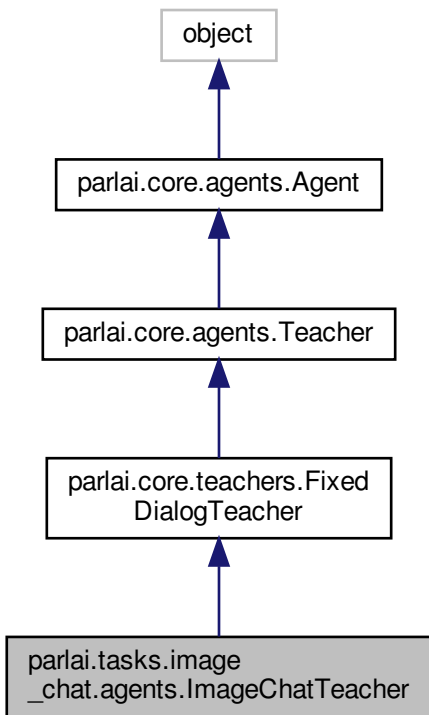 object
parlai.core.agents.Agent
parlai.core.agents.Teacher
parlai.core.teachers.Fixed
DialogTeacher
parlai.tasks.image
_chat.agents.ImageChatTeacher